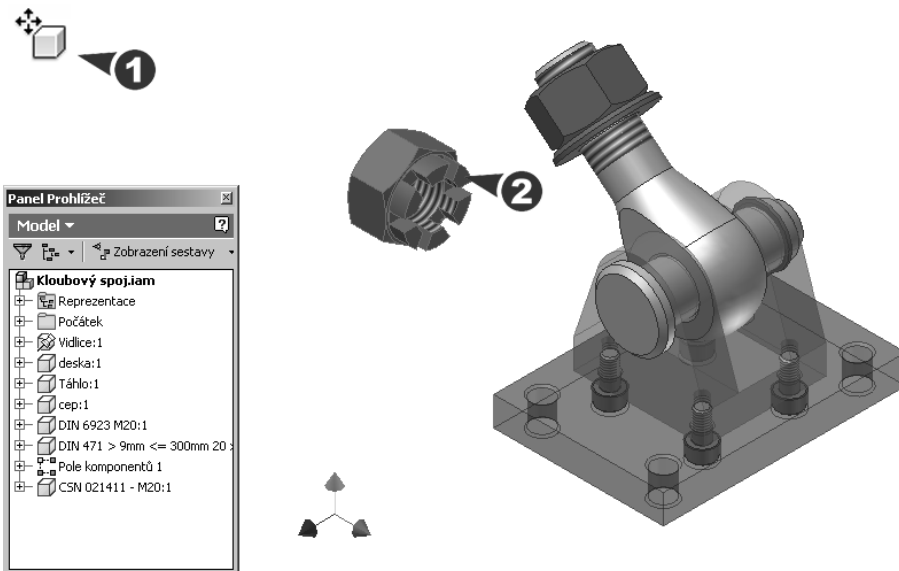 1
2
Panel Prohlížeč
Model
Zobrazení sestavy
Kloubový spoj.iam
Reprezentace
Počátek
Vidlice:1
deska:1
Táhlo:1
cep:1
DIN 6923 M20:1
DIN 471 > 9mm <= 300mm 20 >
Pole komponentů 1
CSN 021411 - M20:1